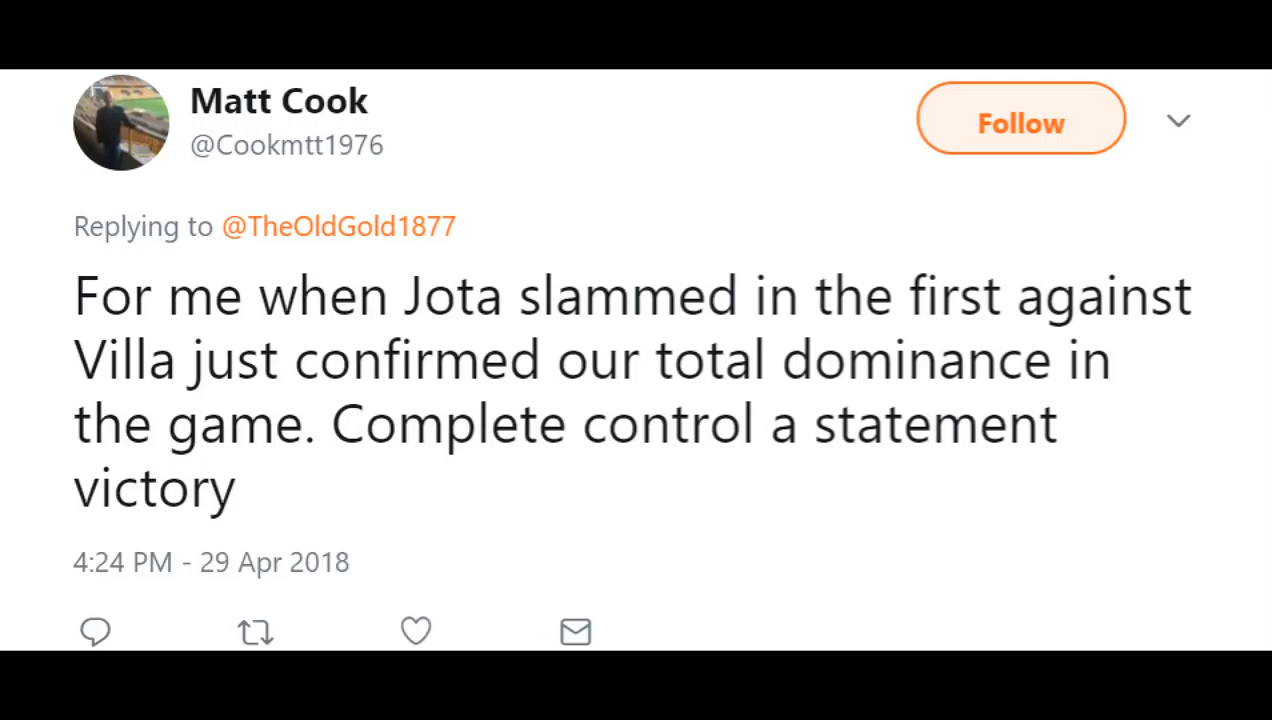 Matt Cook
@Cookmtt1976
Follow
Replying to @TheOldGold1877
For me when Jota slammed in the first against
Villa just confirmed our total dominance in
the game. Complete control a statement
victory
4:24 PM - 29 Apr 2018